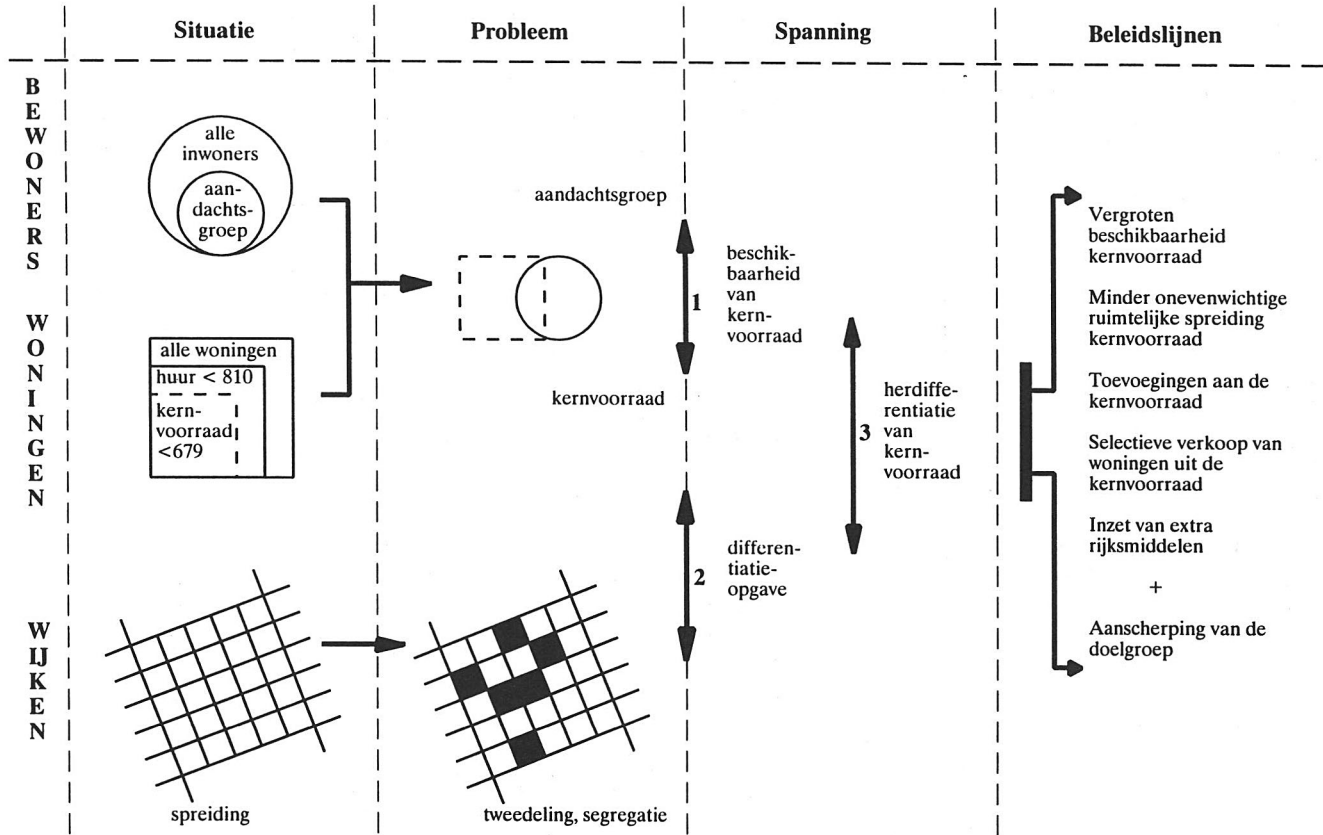 Situatie
Probleem
Spanning
Beleidslijnen
BEWONERS
alle
inwoners
aan-
dachts-
groep
aandachtsgroep
1
beschik-
baarheid
van
kern-
voorraad
Vergroten
beschikbaarheid
kernvoorraad
Minder onevenwichtige
ruimtelijke spreiding
kernvoorraad
WONINGEN
alle woningen
huur < 810
kern-
voorraad
<679
kernvoorraad
3
herdiffe-
rentiatie
van
kern-
voorraad
Toevoegingen aan de
kernvoorraad
Selectieve verkoop van
woningen uit de
kernvoorraad
Inzet van extra
rijksmiddelen
+
Aanscherping van de
doelgroep
2
differen-
tiatie-
opgave
WIJKEN
spreiding
tweedeling, segregatie